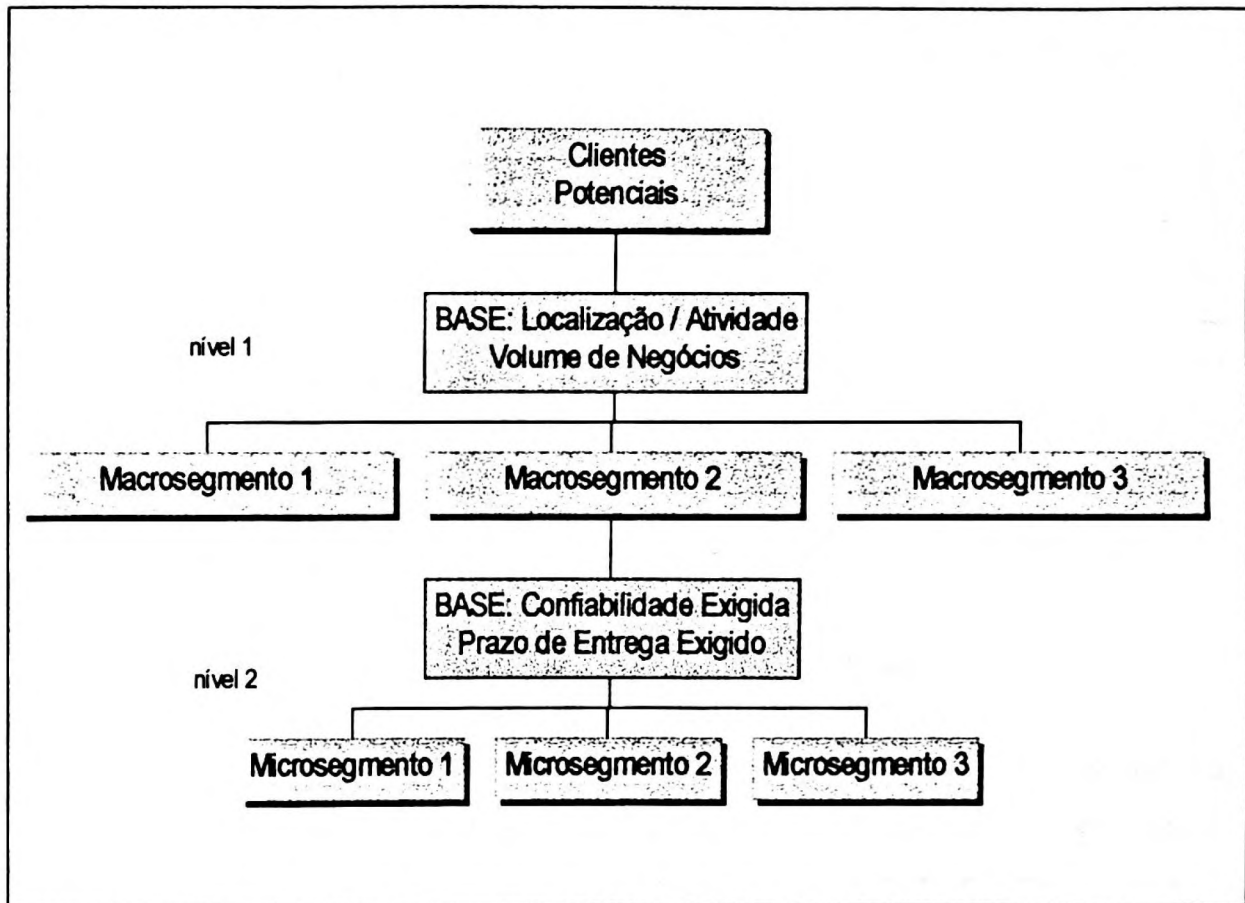 Clientes
Potenciais
BASE: Localização / Atividade
Volume de Negócios
nível 1
Macrosegmento 1
Macrosegmento 2
Macrosegmento 3
BASE: Confiabilidade Exigida
Prazo de Entrega Exigido
nível 2
Microsegmento 1
Microsegmento 2
Microsegmento 3